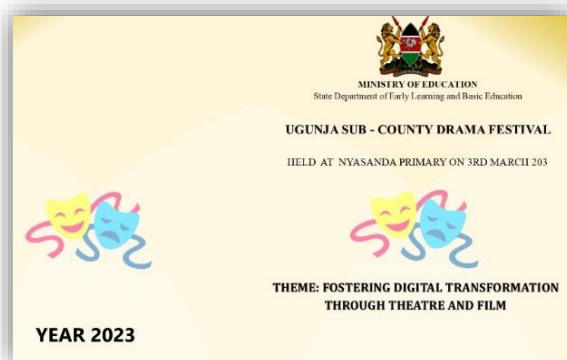 MINISTRY OF EDUCATION
State Department of Early Learning and Basic Education
UGUNJA SUB - COUNTY DRAMA FESTIVAL
HELD AT NYASANDA PRIMARY ON 3RD MARCH 203
THEME: FOSTERING DIGITAL TRANSFORMATION
THROUGH THEATRE AND FILM
YEAR 2023